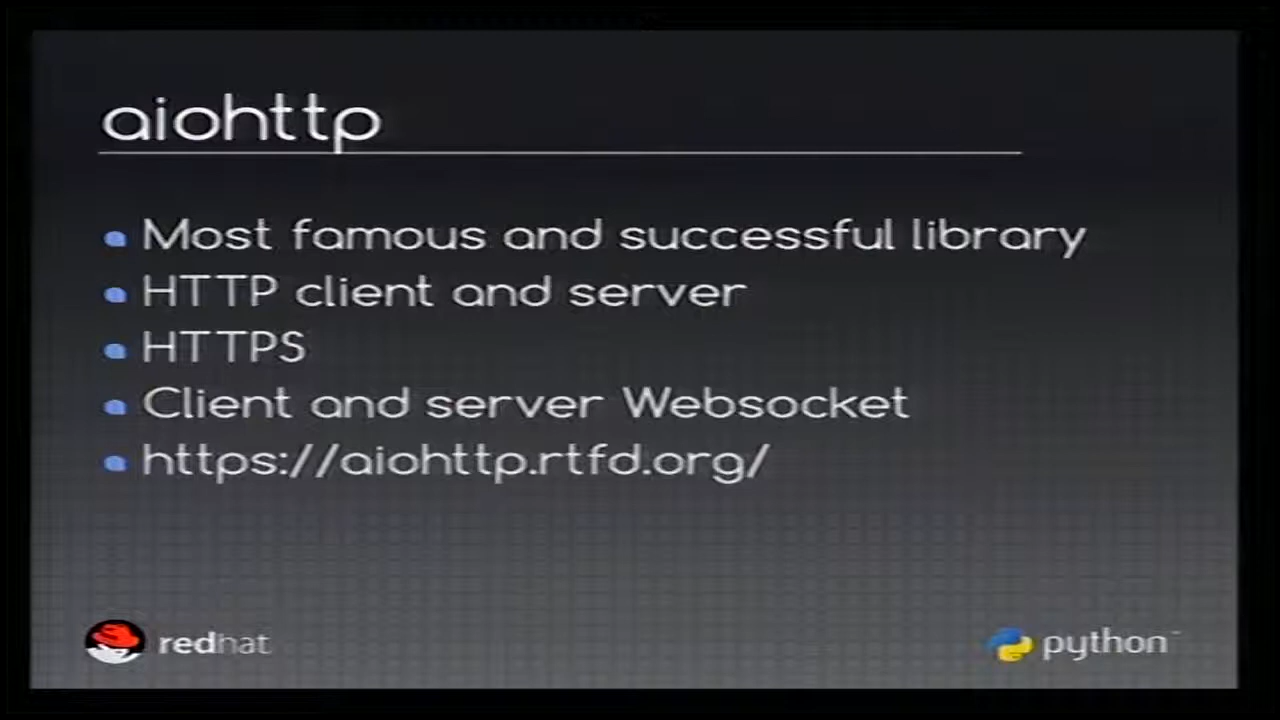 aiohttp
Most famous and successful library
HTTP client and server
HTTPS
Client and server Websocket
https://aiohttp.rtfd.org/
redhat
python